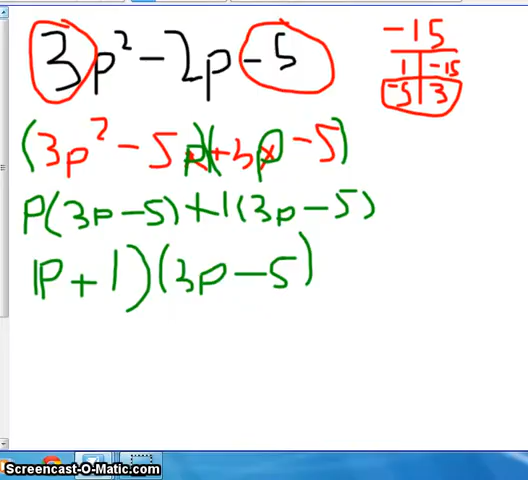 3p² - 2p - 5
-15
1 -15
-5 3
(3p² - 5p)(+3p - 5)
p(3p - 5) + 1(3p - 5)
(p + 1)(3p - 5)
Screencast-O-Matic.com